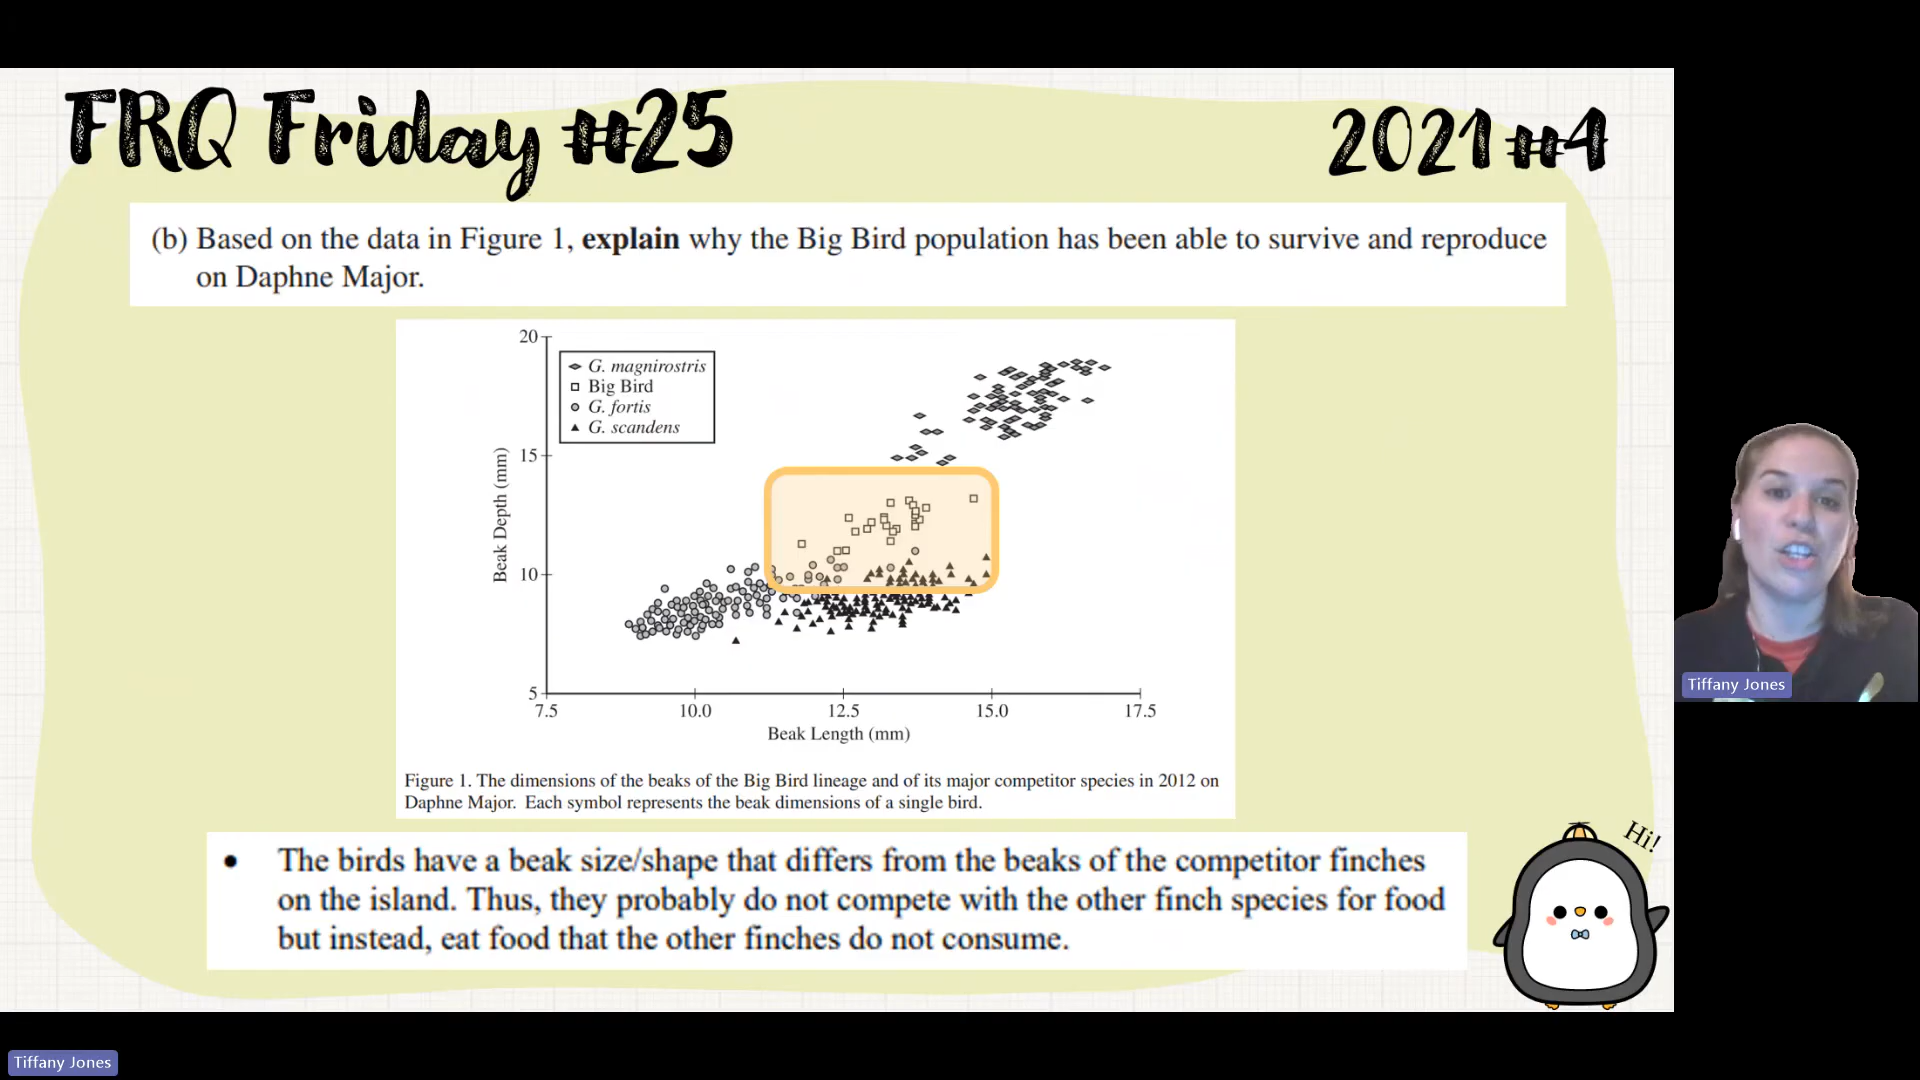 FRQ Friday #25
2021 #4
(b) Based on the data in Figure 1, explain why the Big Bird population has been able to survive and reproduce
on Daphne Major.
20
G. magnirostris
Big Bird
G. fortis
G. scandens
15
Beak Depth (mm)
10
5
7.5 10.0 12.5 15.0 17.5
Beak Length (mm)
Figure 1. The dimensions of the beaks of the Big Bird lineage and of its major competitor species in 2012 on
Daphne Major. Each symbol represents the beak dimensions of a single bird.
• The birds have a beak size/shape that differs from the beaks of the competitor finches
on the island. Thus, they probably do not compete with the other finch species for food
but instead, eat food that the other finches do not consume.
Hi!
Tiffany Jones
Tiffany Jones